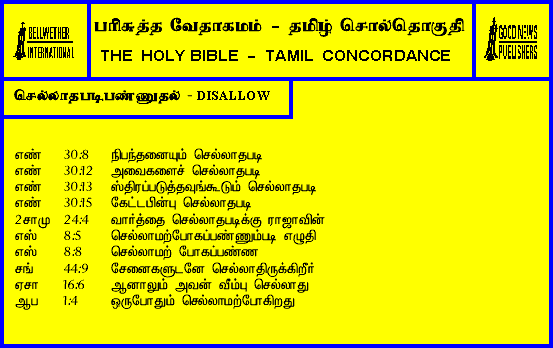 BELLWETHER
INTERNATIONAL
பரிசுத்த வேதாகமம் - தமிழ் சொல்தொகுதி
THE HOLY BIBLE - TAMIL CONCORDANCE
GOOD NEWS
PUBLISHERS
செல்லாதபடிபண்ணுதல் - DISALLOW
எண் 30:8 நிபந்தனையும் செல்லாதபடி
எண் 30:12 அவைகளைச் செல்லாதபடி
எண் 30:13 ஸ்திரப்படுத்தவுங்கூடும் செல்லாதபடி
எண் 30:15 கேட்டபின்பு செல்லாதபடி
2சாமு 24:4 வார்த்தை செல்லாதபடிக்கு ராஜாவின்
எஸ் 8:5 செல்லாமற்போகப்பண்ணும்படி எழுதி
எஸ் 8:8 செல்லாமற் போகப்பண்ண
சங் 44:9 சேனைகளுடனே செல்லாதிருக்கிறீர்
ஏசா 16:6 ஆனாலும் அவன் வீம்பு செல்லாது
ஆப 1:4 ஒருபோதும் செல்லாமற்போகிறது